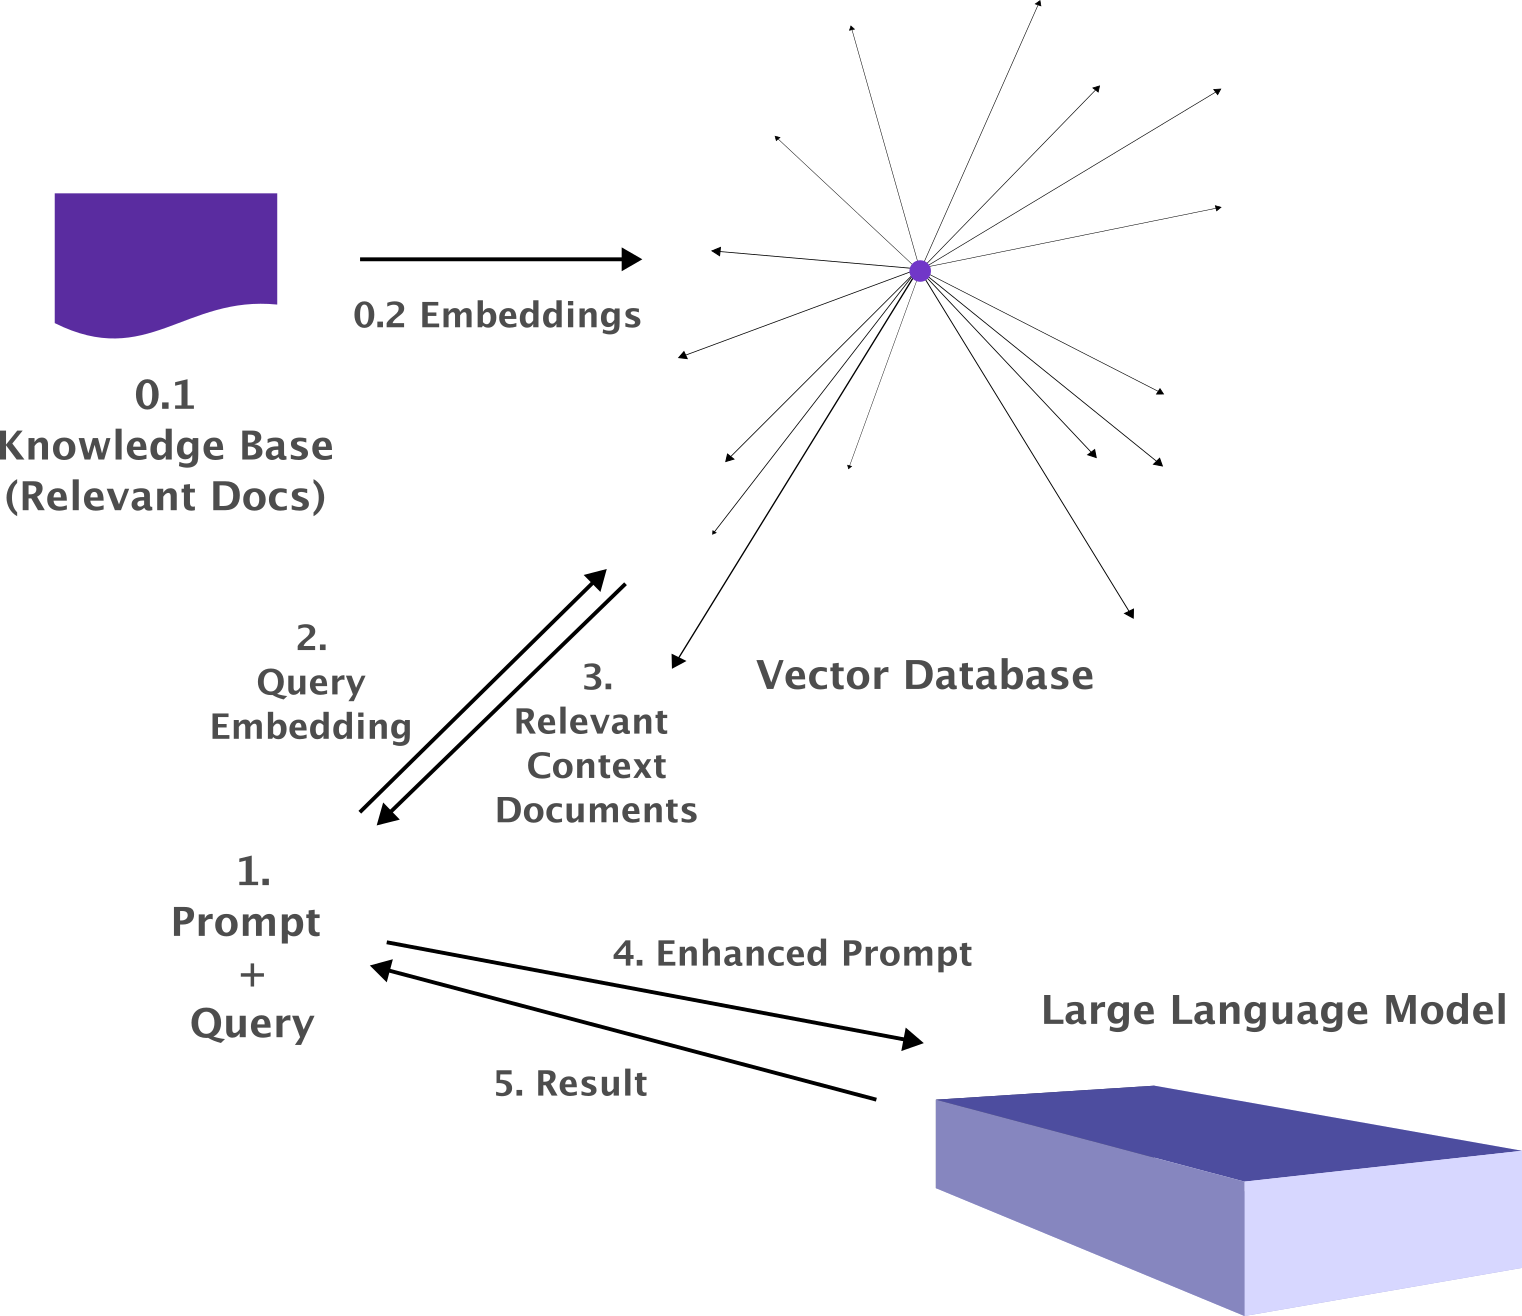 0.1
Knowledge Base
(Relevant Docs)
0.2 Embeddings
Vector Database
2.
Query
Embedding
3.
Relevant
Context
Documents
1.
Prompt
+
Query
4. Enhanced Prompt
5. Result
Large Language Model